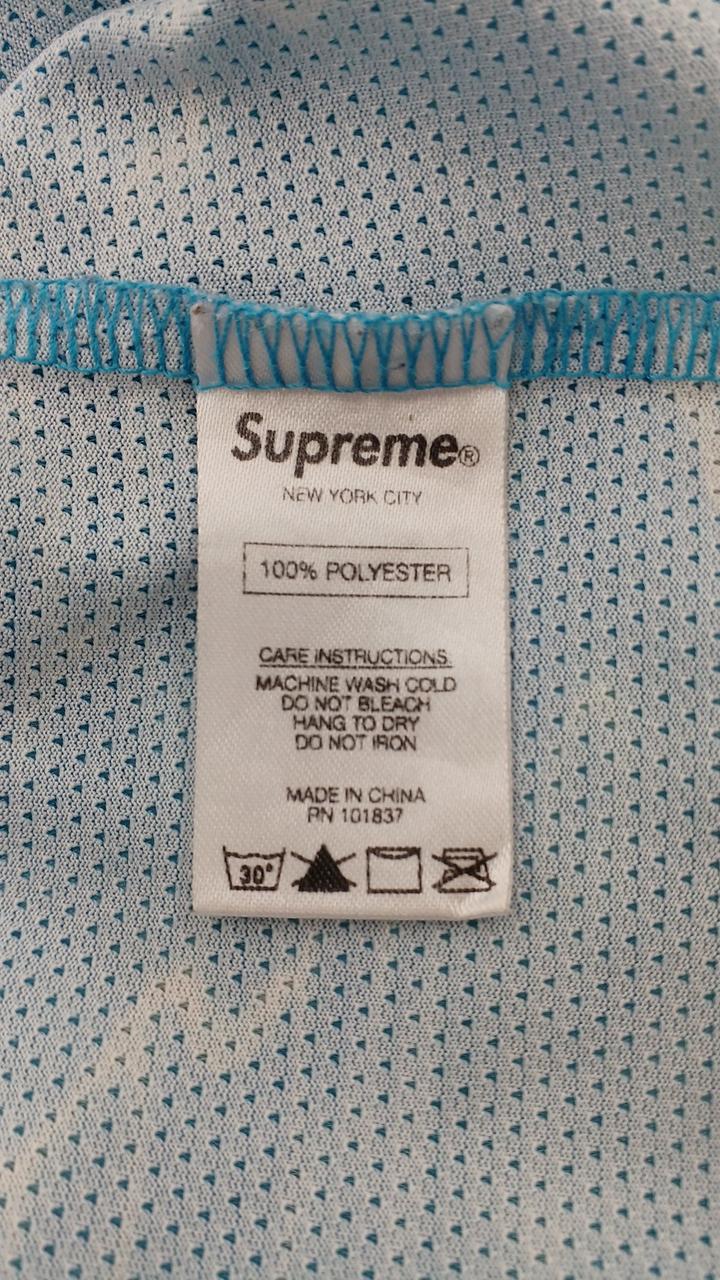 Supreme®
NEW YORK CITY
100% POLYESTER
CARE INSTRUCTIONS:
MACHINE WASH COLD
DO NOT BLEACH
HANG TO DRY
DO NOT IRON
MADE IN CHINA
RN 101837
30°